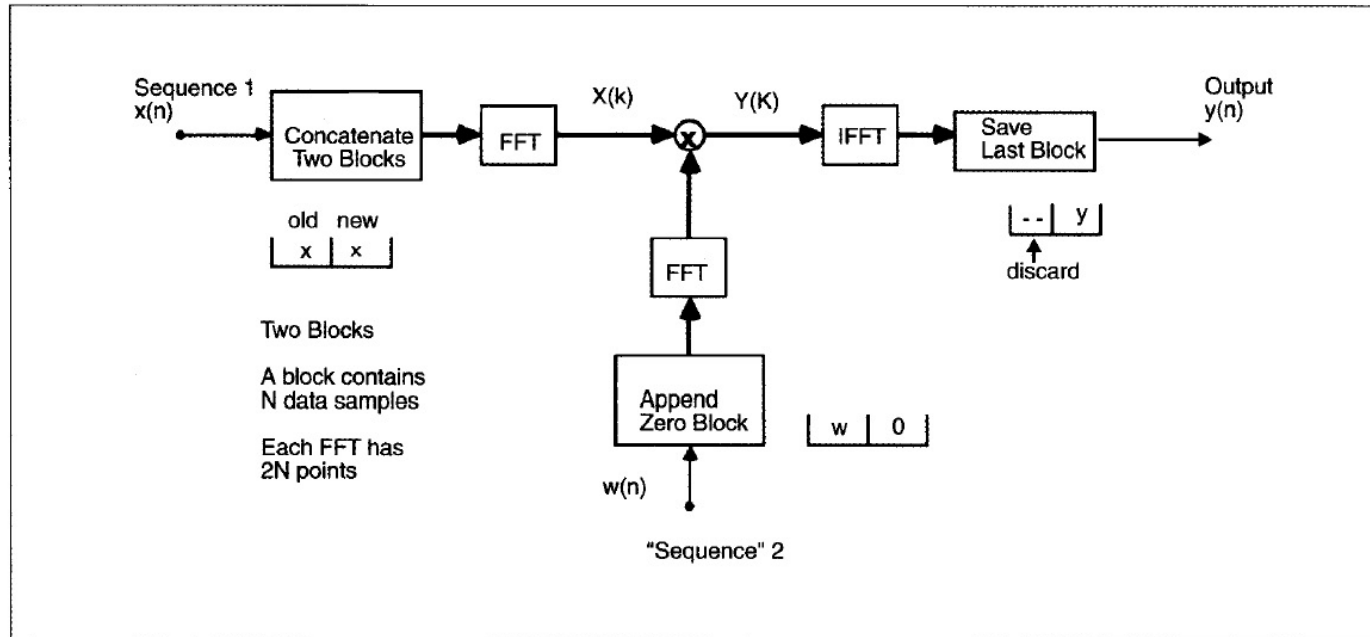 Sequence 1
x(n)
Concatenate
Two Blocks
FFT
X(k)
x
Y(K)
IFFT
Save
Last Block
Output
y(n)
old new
x x
- - y
discard
FFT
Two Blocks
A block contains
N data samples
Each FFT has
2N points
Append
Zero Block
w 0
w(n)
"Sequence" 2